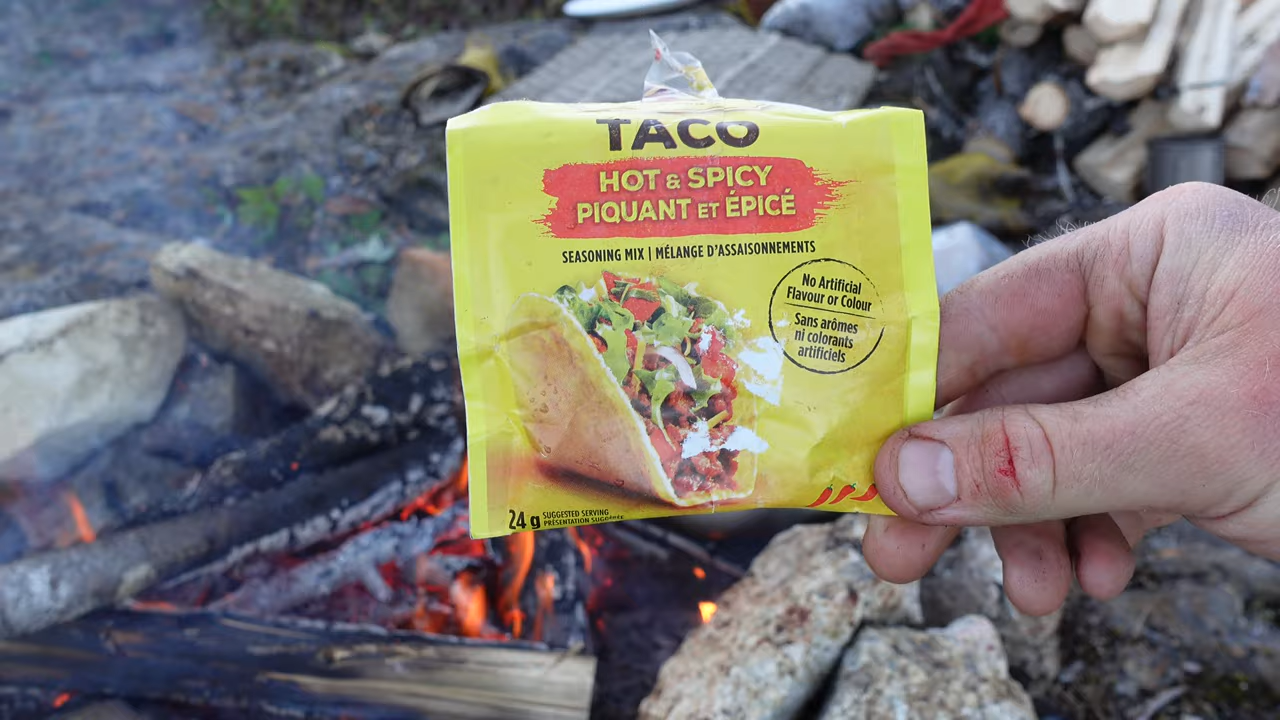 TACO
HOT & SPICY
PIQUANT ET ÉPICÉ
SEASONING MIX | MÉLANGE D'ASSAISONNEMENTS
No Artificial
Flavour or Colour
Sans arômes
ni colorants
artificiels
24 g
SUGGESTED SERVING
PRÉSENTATION SUGGÉRÉE